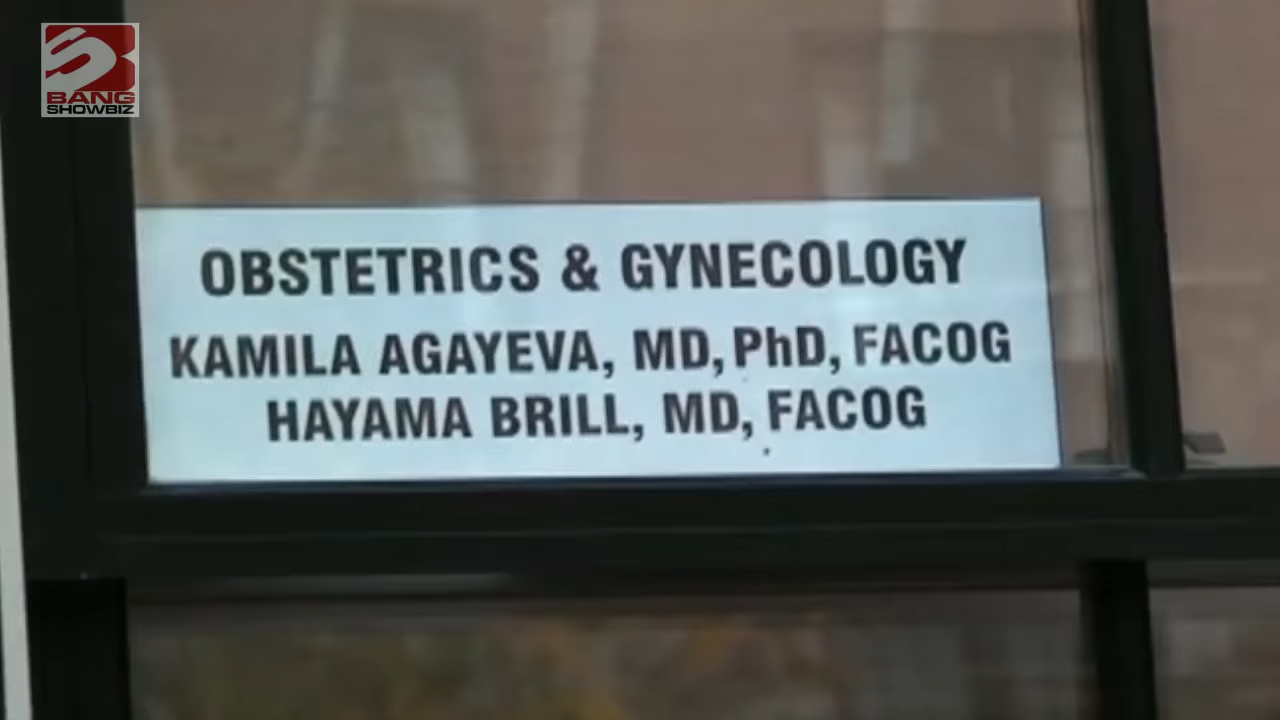 BANG
SHOWBIZ
OBSTETRICS & GYNECOLOGY
KAMILA AGAYEVA, MD, PhD, FACOG
HAYAMA BRILL, MD, FACOG